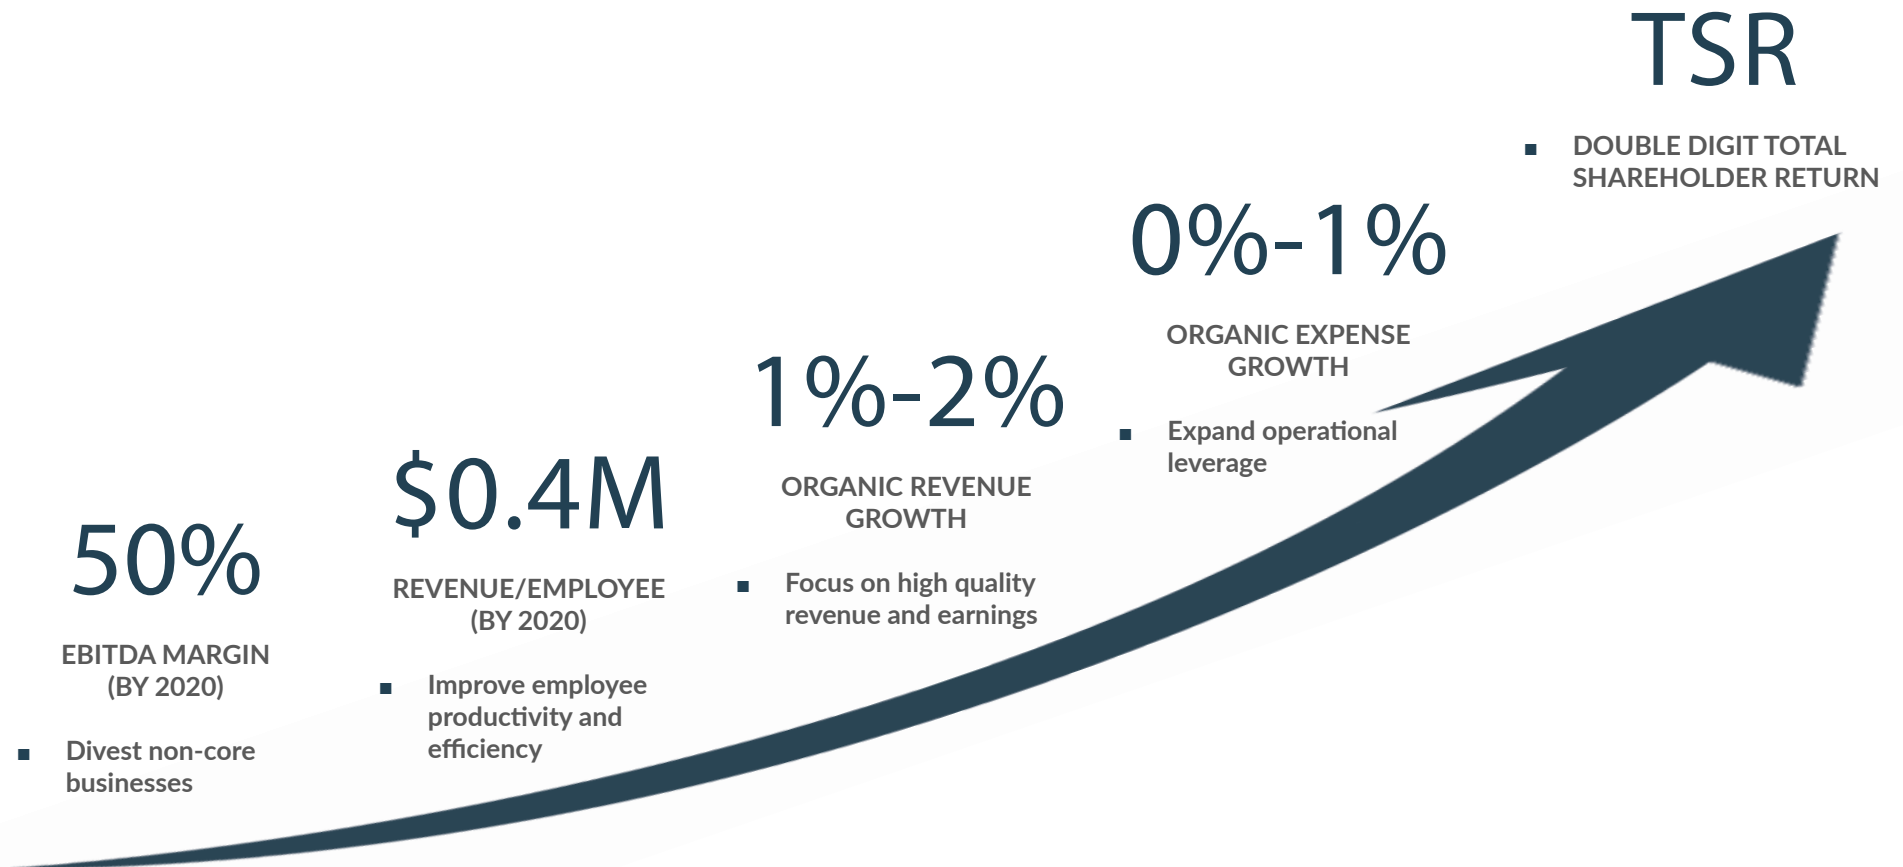 50%
EBITDA MARGIN
(BY 2020)
▪ Divest non-core
businesses
$0.4M
REVENUE/EMPLOYEE
(BY 2020)
▪ Improve employee
productivity and
efficiency
1%-2%
ORGANIC REVENUE
GROWTH
▪ Focus on high quality
revenue and earnings
0%-1%
ORGANIC EXPENSE
GROWTH
▪ Expand operational
leverage
TSR
▪ DOUBLE DIGIT TOTAL
SHAREHOLDER RETURN